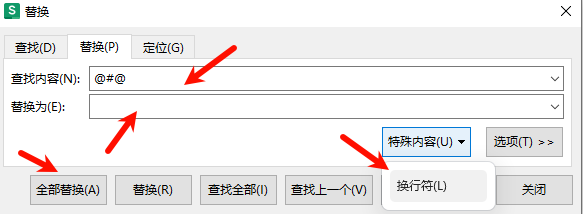 S 替换
查找(D) 替换(P) 定位(G)
查找内容(N): @#@
替换为(E):
特殊内容(U) 选项(T) >>
换行符(L)
全部替换(A) 替换(R) 查找全部(I) 查找上一个(V) 关闭